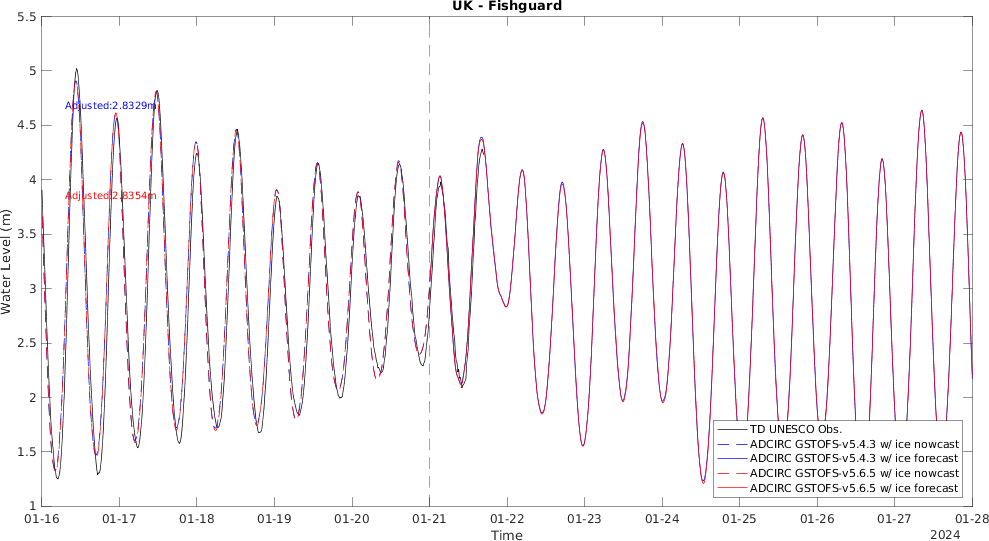 UK - Fishguard
5.5
5
4.5
4
3.5
3
2.5
2
1.5
1
Water Level (m)
Adjusted:2.8329m
Adjusted:2.8354m
TD UNESCO Obs.
ADCIRC GSTOFS-v5.4.3 w/ ice nowcast
ADCIRC GSTOFS-v5.4.3 w/ ice forecast
ADCIRC GSTOFS-v5.6.5 w/ ice nowcast
ADCIRC GSTOFS-v5.6.5 w/ ice forecast
01-16 01-17 01-18 01-19 01-20 01-21 01-22 01-23 01-24 01-25 01-26 01-27 01-28
Time
2024